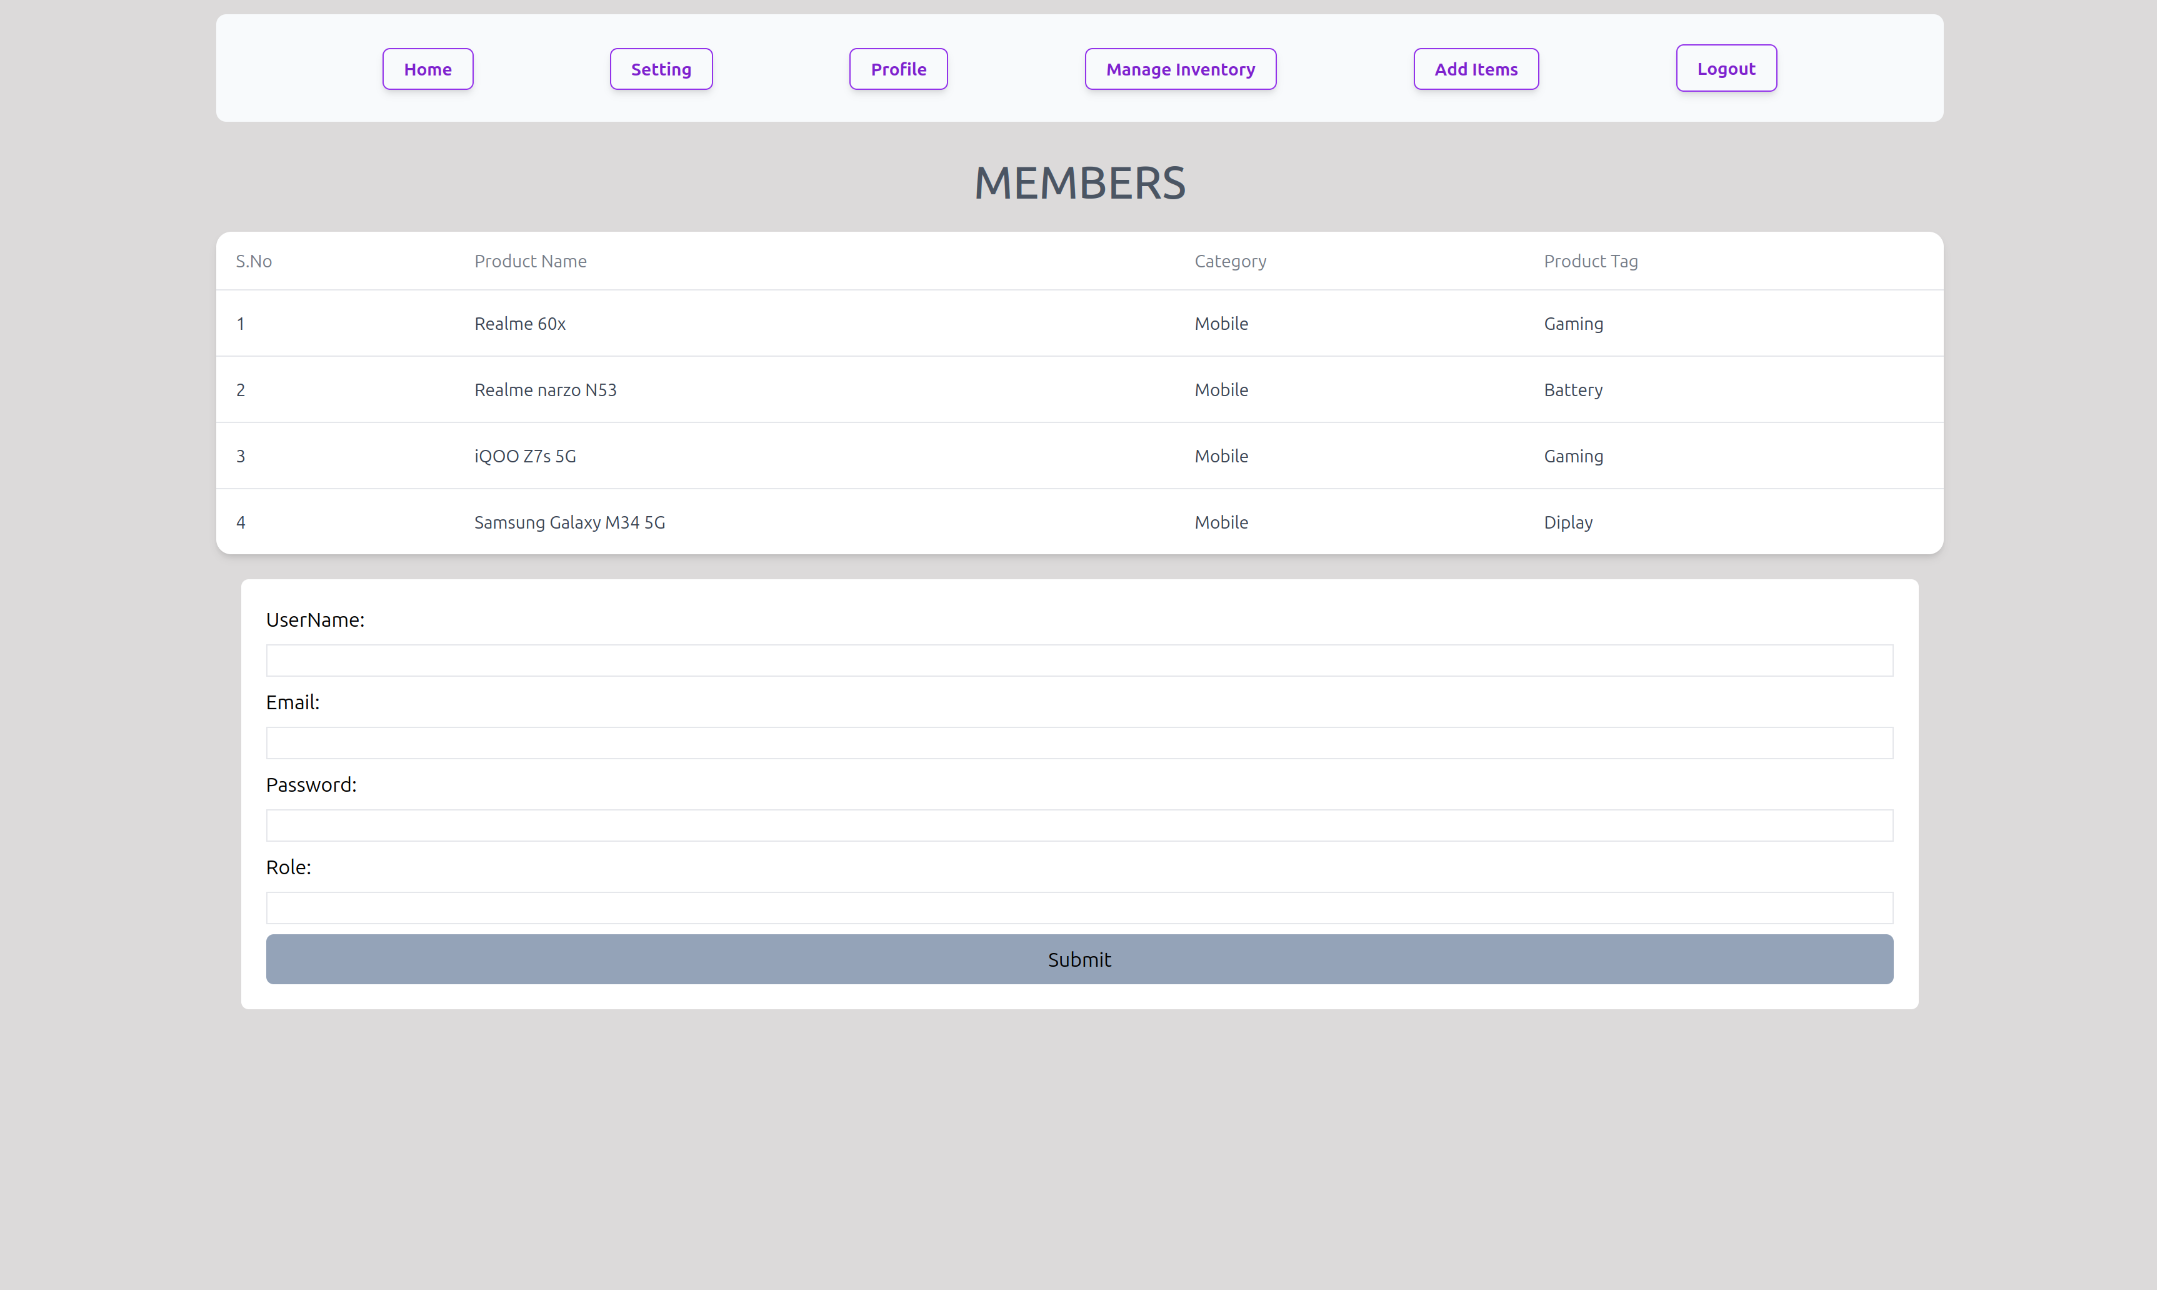 Home Setting Profile Manage Inventory Add Items Logout
MEMBERS
S.No Product Name Category Product Tag
1 Realme 60x Mobile Gaming
2 Realme narzo N53 Mobile Battery
3 iQOO Z7s 5G Mobile Gaming
4 Samsung Galaxy M34 5G Mobile Diplay
UserName:
Email:
Password:
Role:
Submit